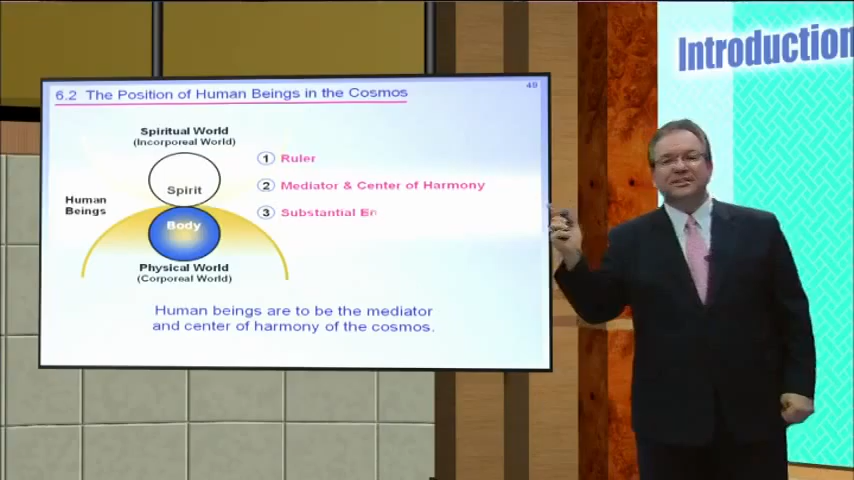 Introduction
6.2 The Position of Human Beings in the Cosmos
49
Spiritual World
(Incorporeal World)
1 Ruler
Spirit
2 Mediator & Center of Harmony
Human
Beings
3 Substantial En
Body
Physical World
(Corporeal World)
Human beings are to be the mediator
and center of harmony of the cosmos.